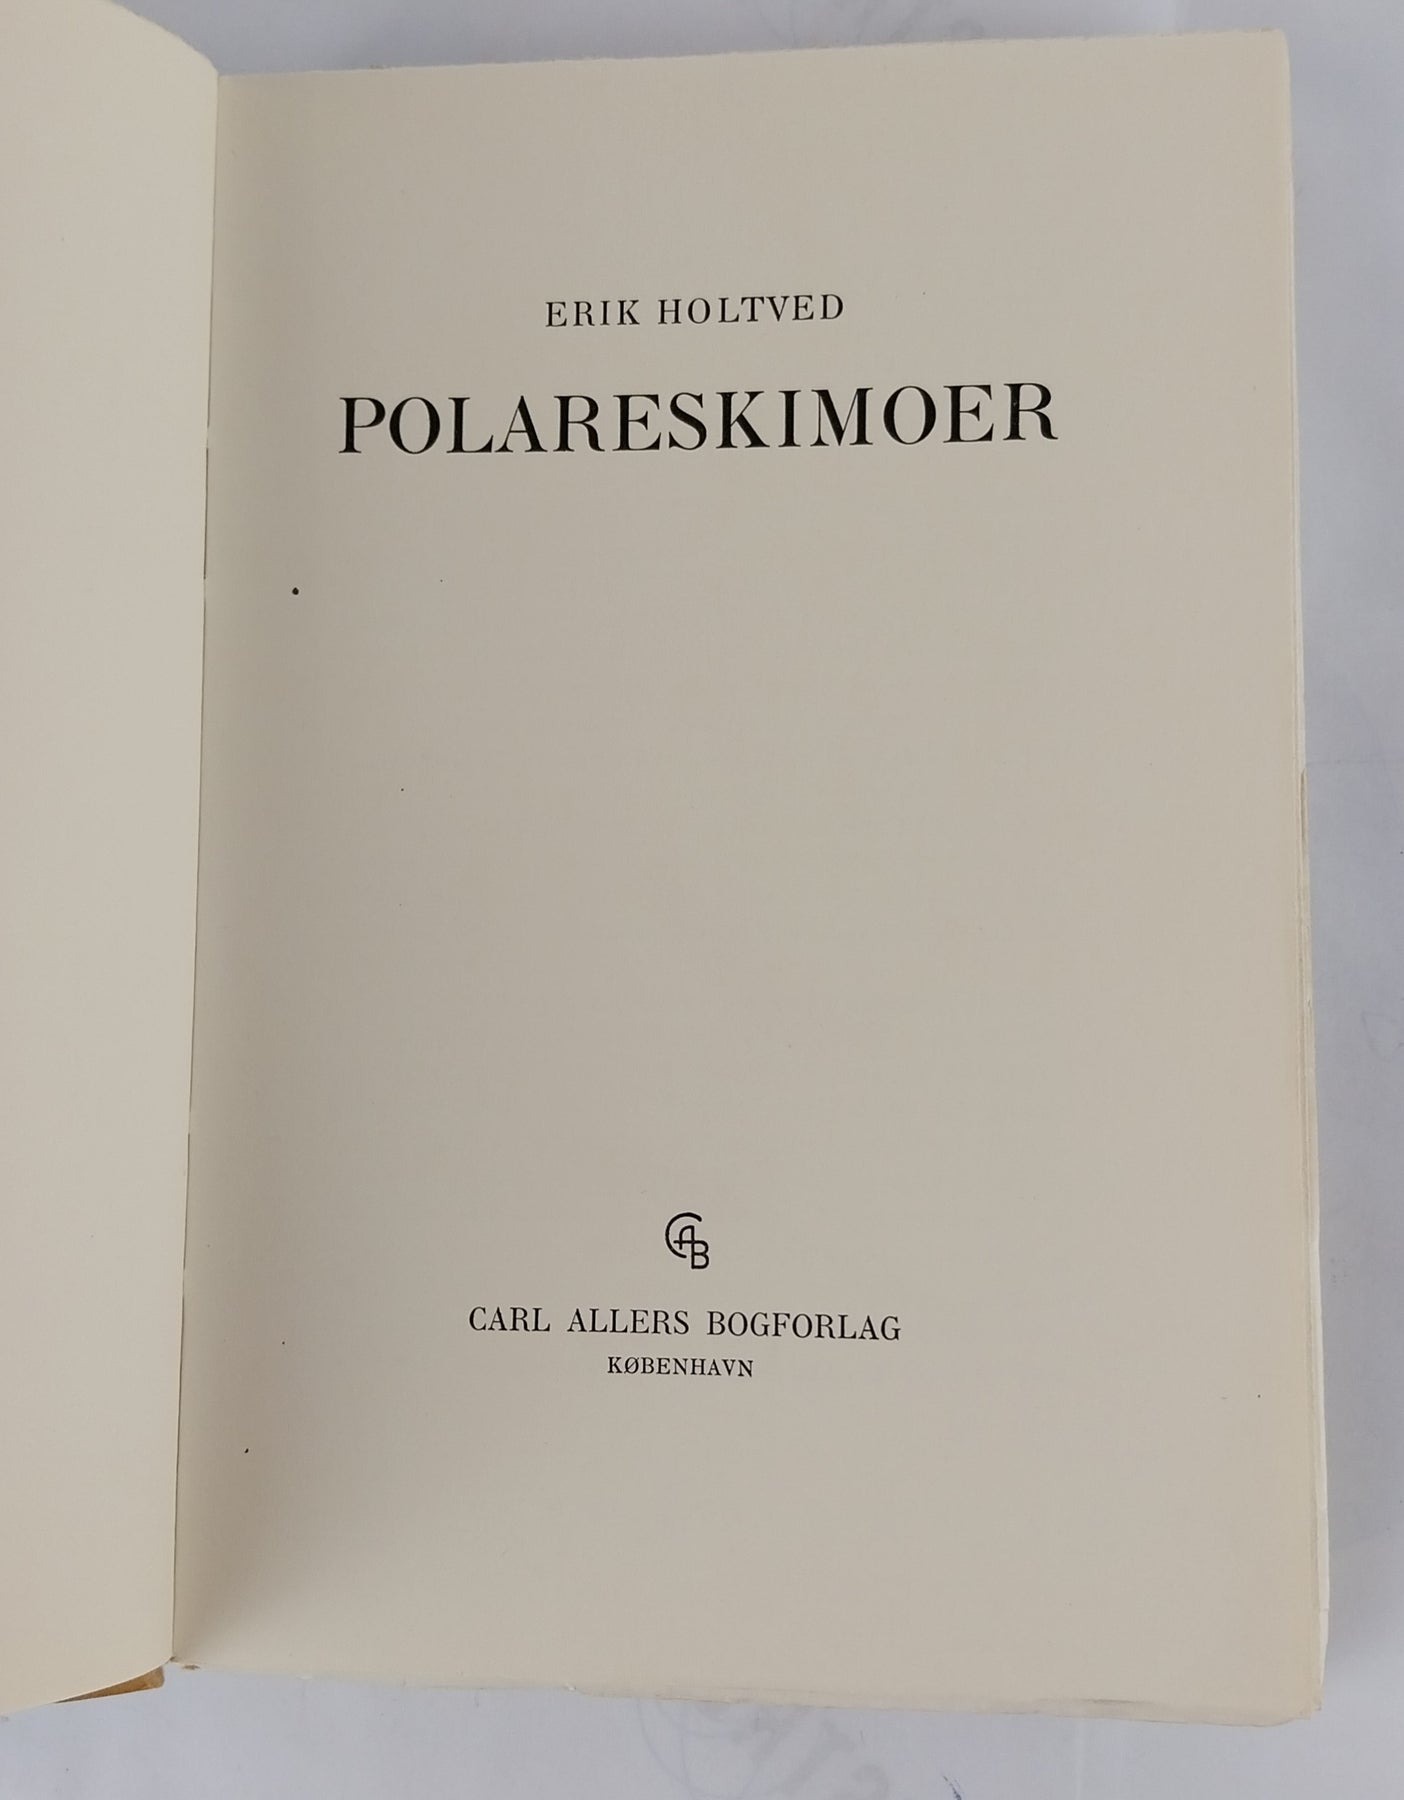 ERIK HOLTVED
POLARESKIMOER
CAB
CARL ALLERS BOGFORLAG
KØBENHAVN